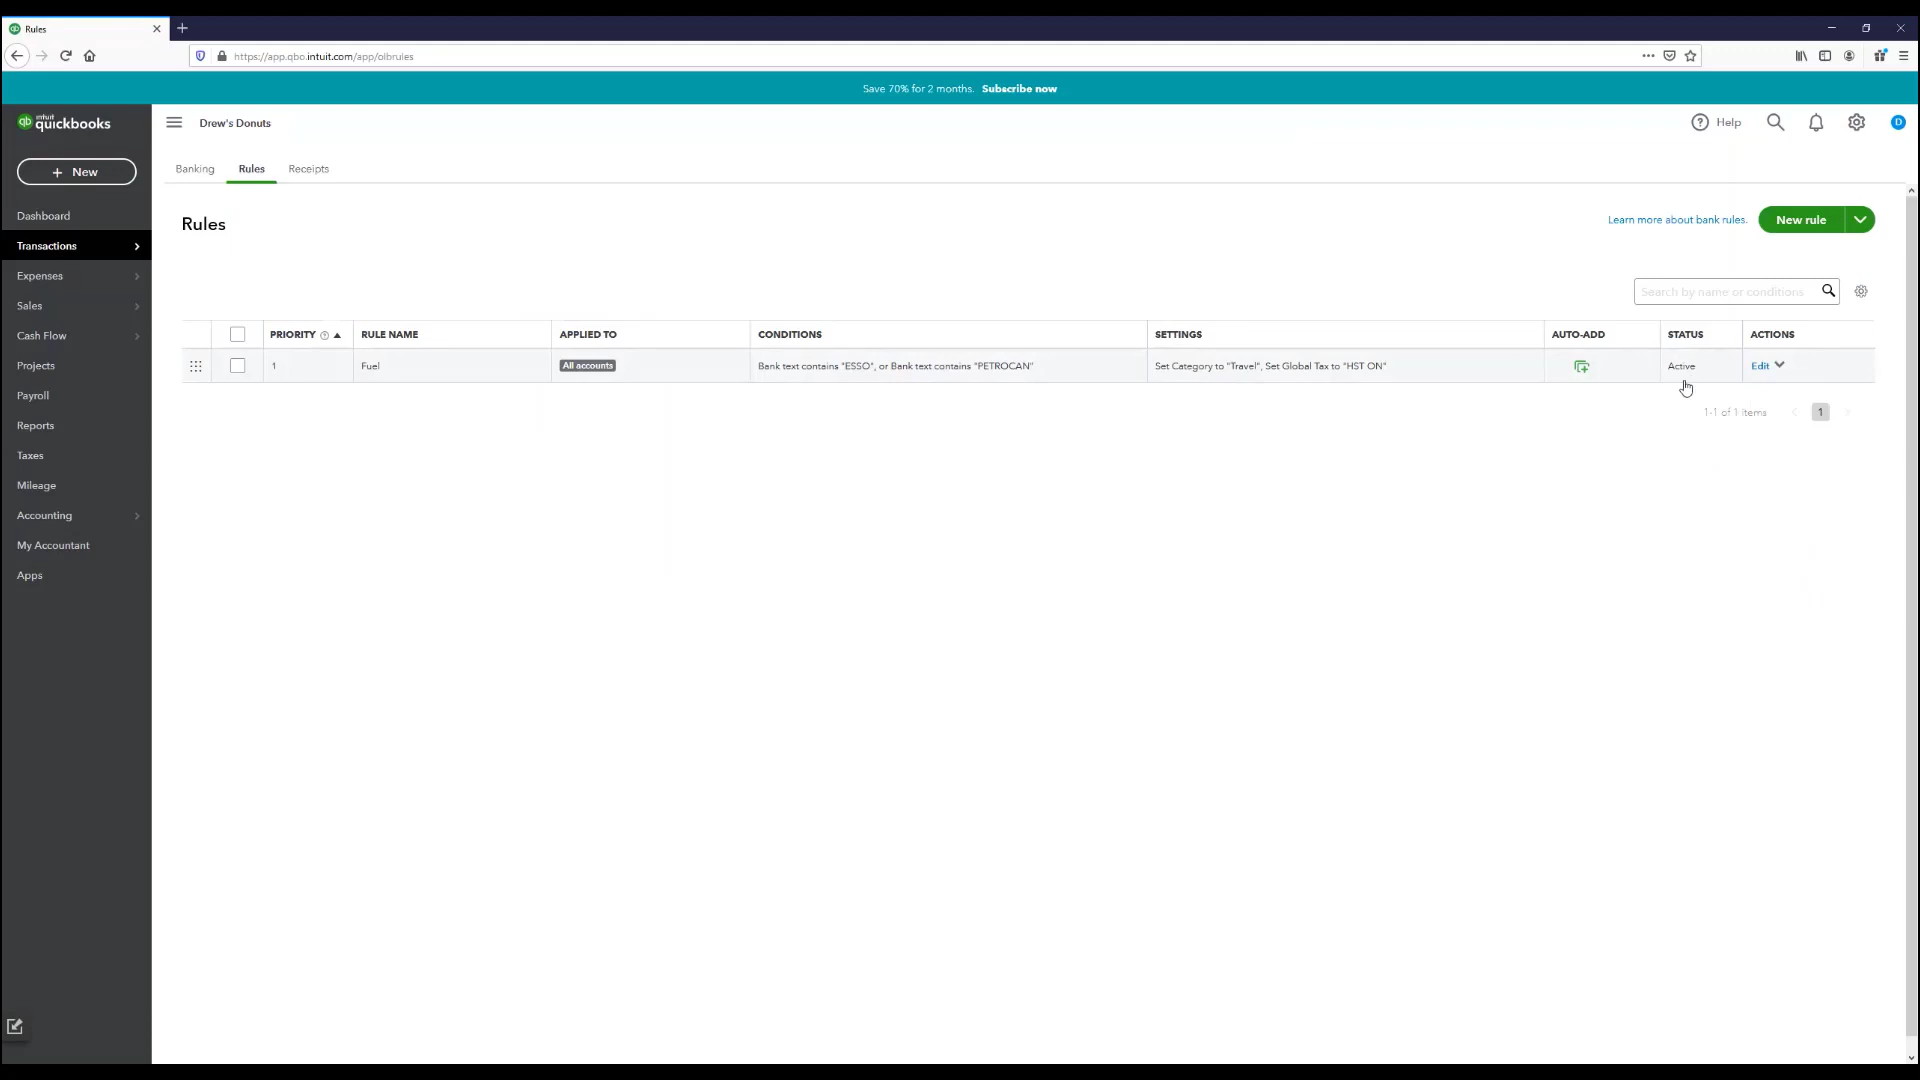 Rules
https://app.qbo.intuit.com/app/olbrules
Save 70% for 2 months. Subscribe now
qb intuit quickbooks
Drew's Donuts
Help
D
+ New
Banking Rules Receipts
Dashboard
Transactions
Expenses
Sales
Cash Flow
Projects
Payroll
Reports
Taxes
Mileage
Accounting
My Accountant
Apps
Rules
Learn more about bank rules.
New rule
Search by name or conditions
PRIORITY RULE NAME APPLIED TO CONDITIONS SETTINGS AUTO-ADD STATUS ACTIONS
1 Fuel All accounts Bank text contains "ESSO", or Bank text contains "PETROCAN" Set Category to "Travel", Set Global Tax to "HST ON" Active Edit
1-1 of 1 items 1